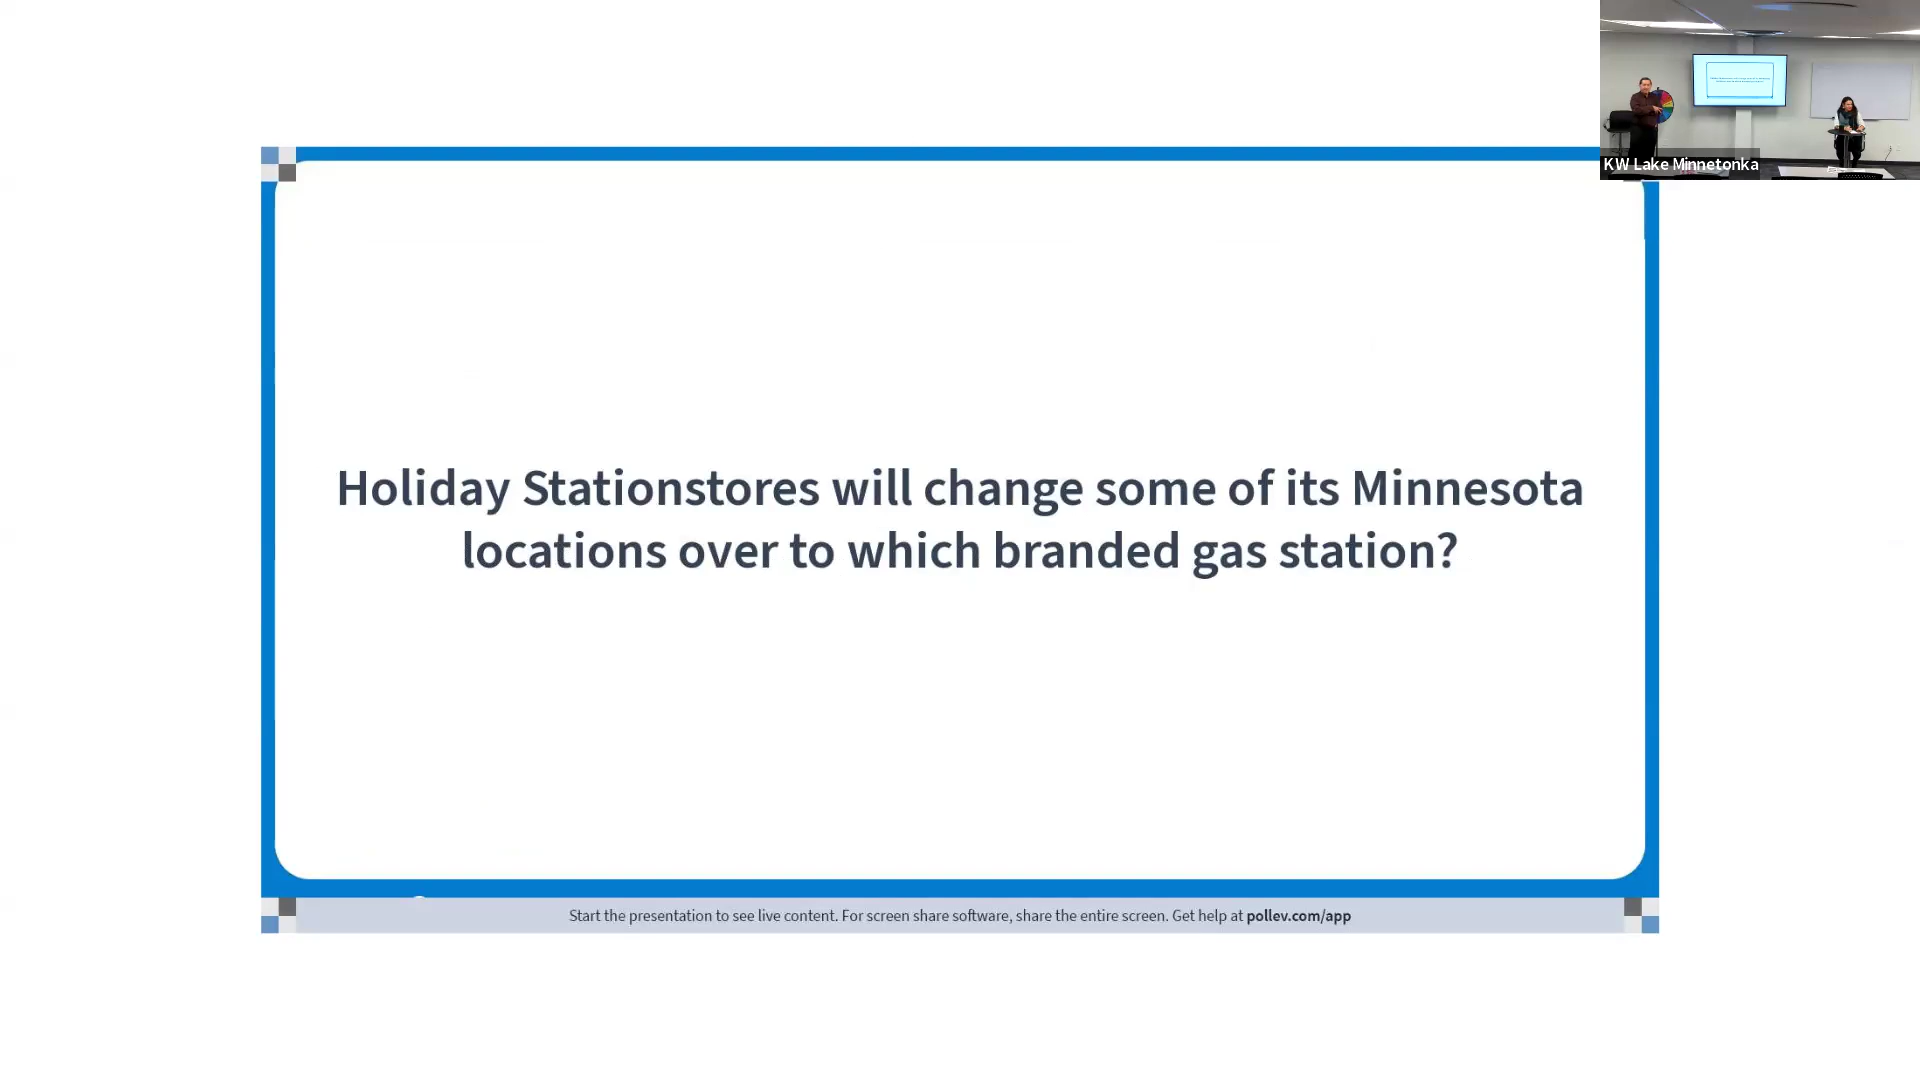 KW Lake Minnetonka
Holiday Stationstores will change some of its Minnesota
locations over to which branded gas station?
Start the presentation to see live content. For screen share software, share the entire screen. Get help at pollev.com/app